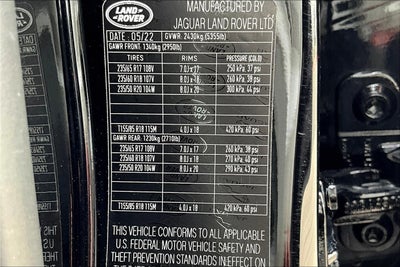 LAND-
ROVER
MANUFACTURED BY
JAGUAR LAND ROVER LTD
DATE : 05/22 GVWR: 2430kg (5355lb)
GAWR FRONT: 1340kg (2950lb)
TIRES RIMS PRESSURE (COLD)
235/65 R17 108V 7.0J x 17 250 kPa, 37 psi
235/60 R18 107V 8.0J x 18 260 kPa, 38 psi
235/50 R20 104W 8.0J x 20 300 kPa, 44 psi
T155/85 R18 115M 4.0J x 18 420 kPa, 60 psi
GAWR REAR: 1230kg (2710lb)
235/65 R17 108V 7.0J x 17 260 kPa, 38 psi
235/60 R18 107V 8.0J x 18 270 kPa, 40 psi
235/50 R20 104W 8.0J x 20 290 kPa, 43 psi
T155/85 R18 115M 4.0J x 18 420 kPa, 60 psi
THIS VEHICLE CONFORMS TO ALL APPLICABLE
U.S. FEDERAL MOTOR VEHICLE SAFETY AND
THEFT PREVENTION STANDARDS IN EFFECT ON